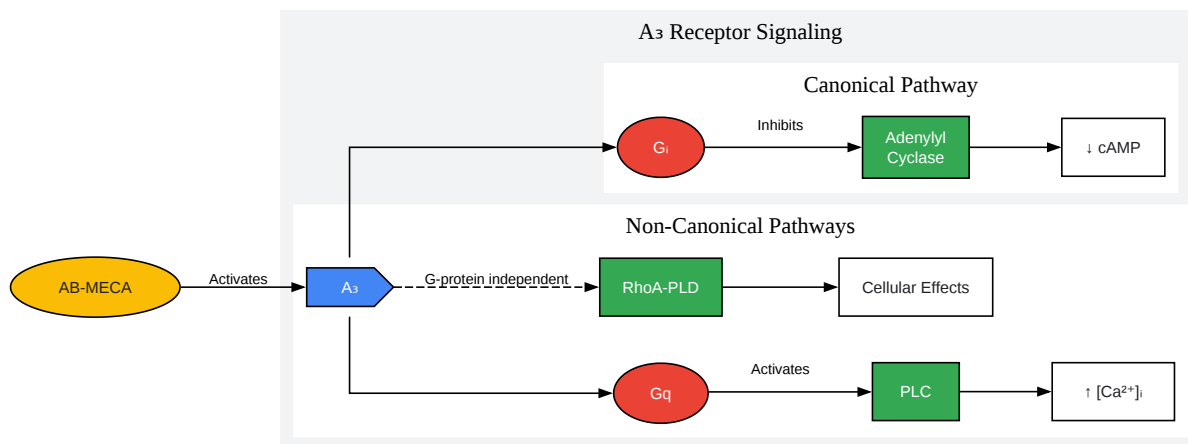 A₃ Receptor Signaling
Canonical Pathway
Gᵢ
Inhibits
Adenylyl
Cyclase
↓ cAMP
Non-Canonical Pathways
AB-MECA
Activates
A₃
G-protein independent
RhoA-PLD
Cellular Effects
Gq
Activates
PLC
↑ [Ca²⁺]ᵢ